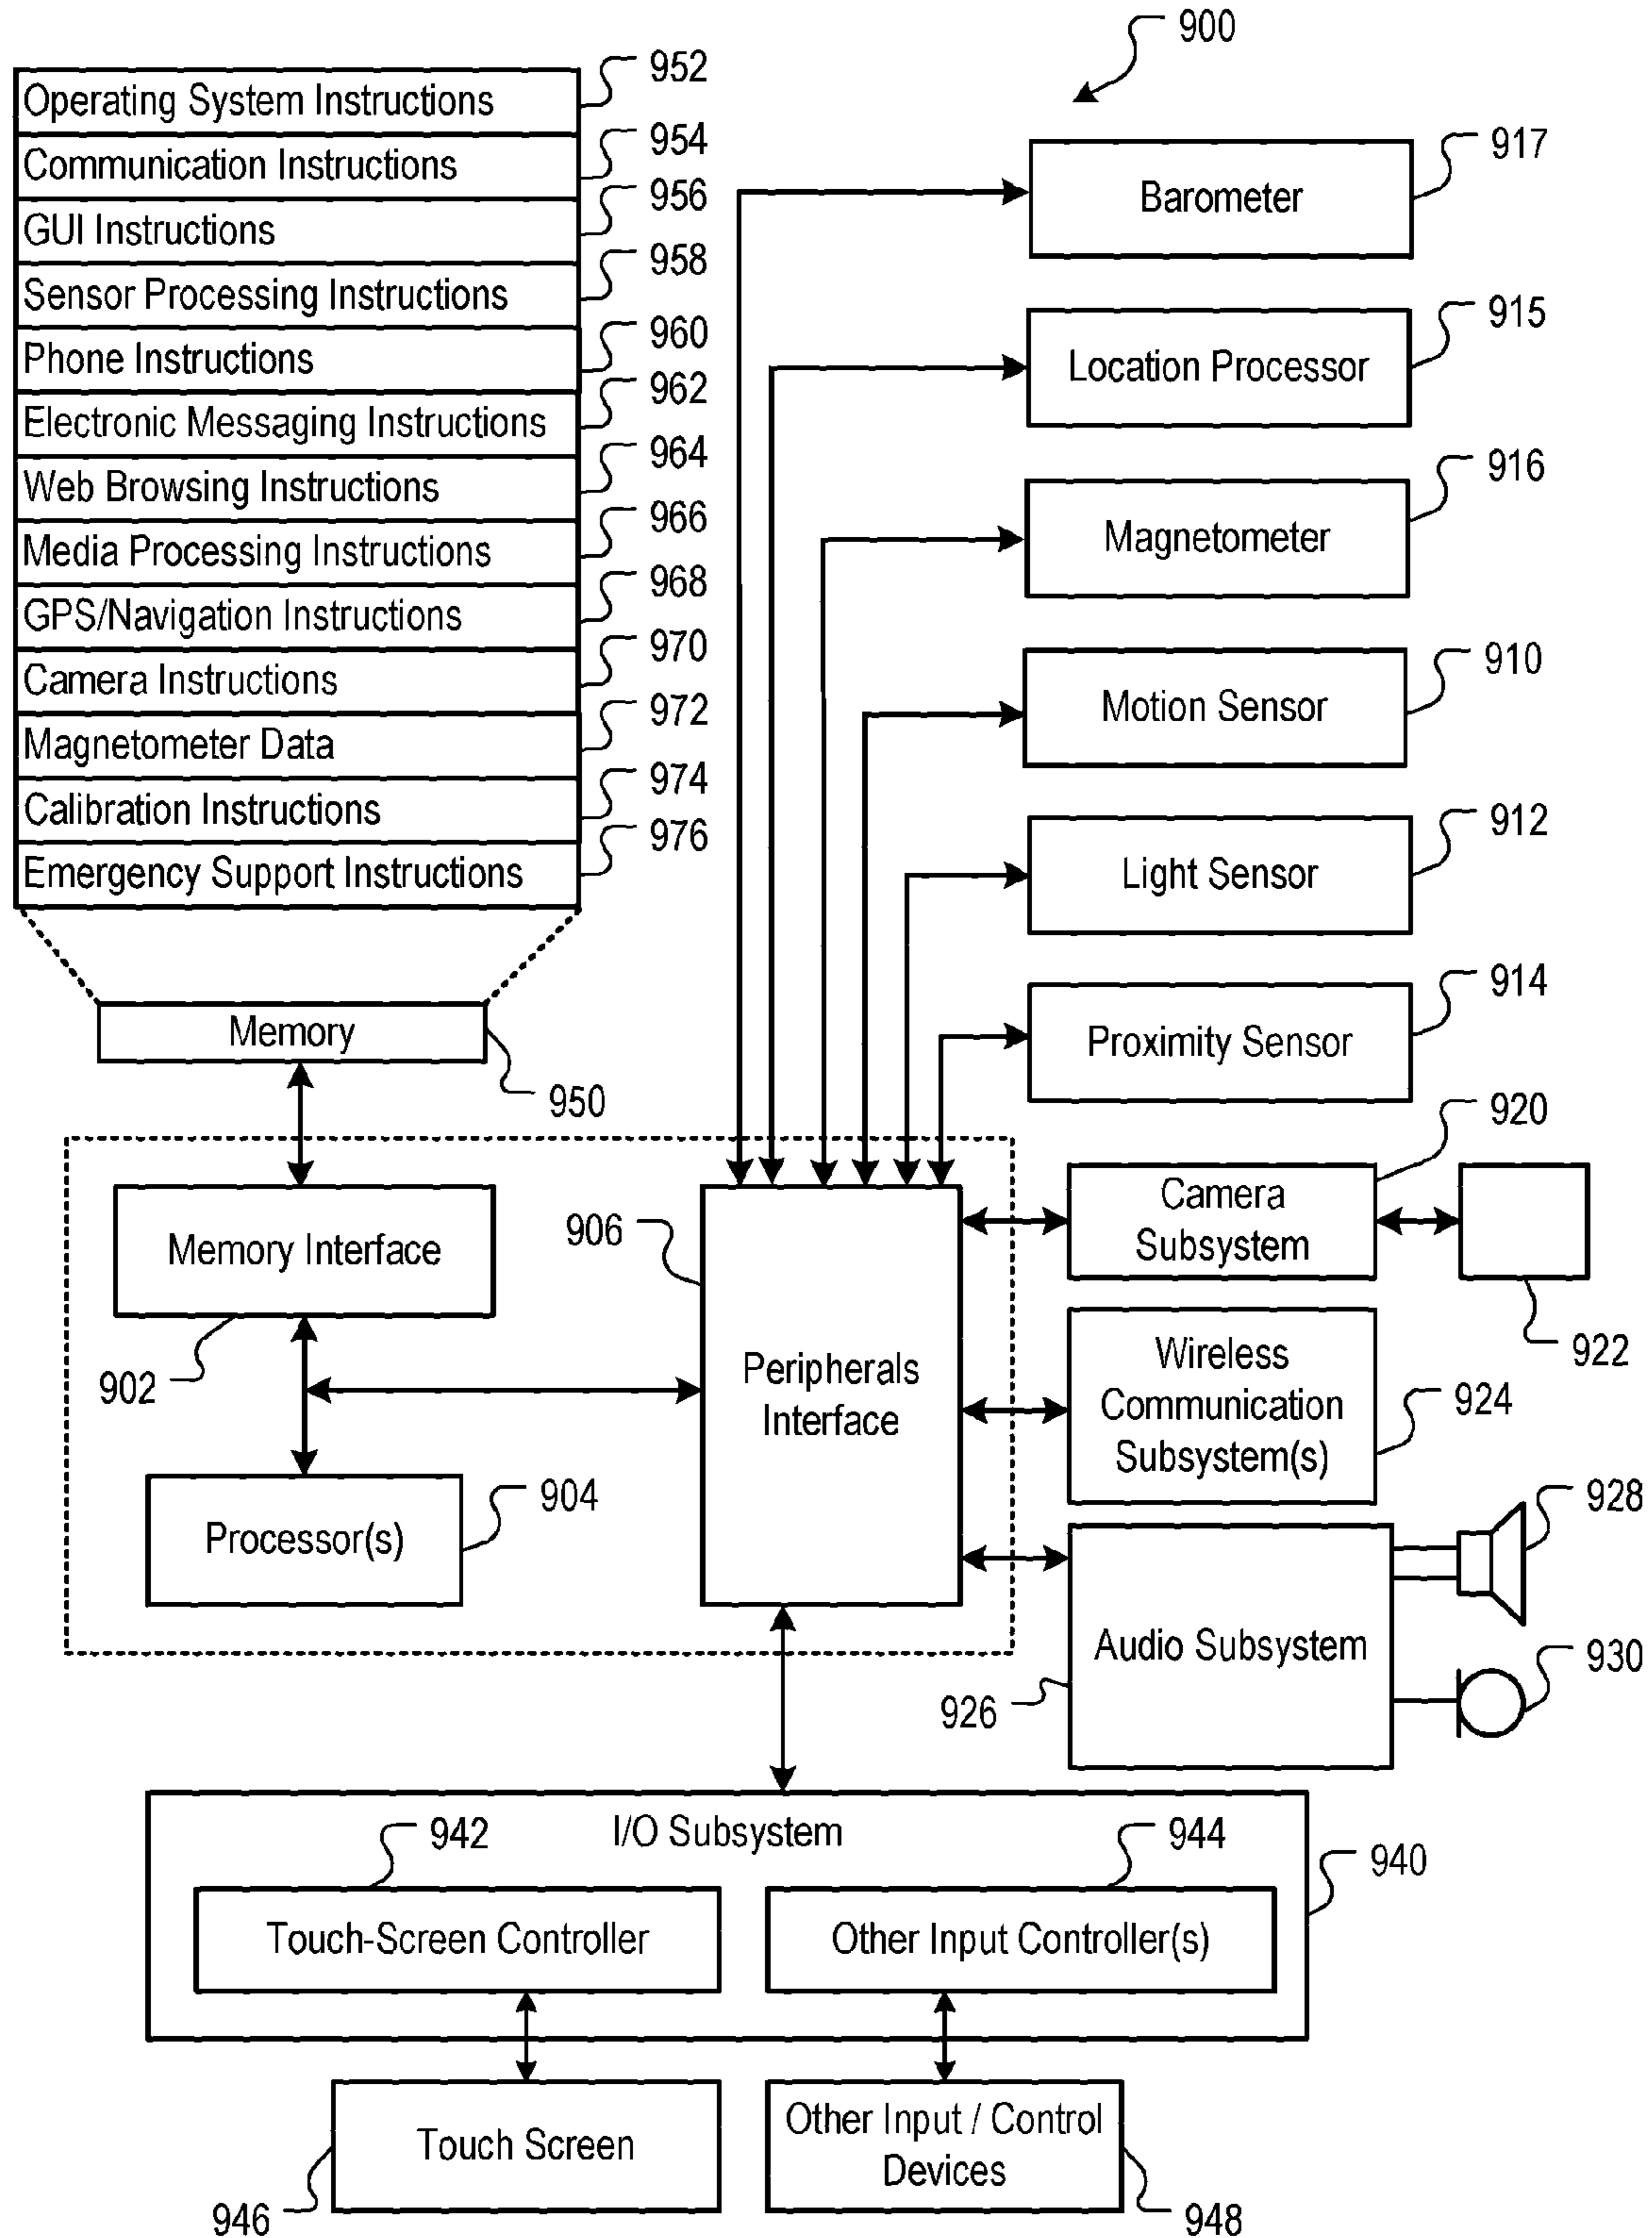 900
Operating System Instructions
952
Communication Instructions
954
GUI Instructions
956
Sensor Processing Instructions
958
Phone Instructions
960
Electronic Messaging Instructions
962
Web Browsing Instructions
964
Media Processing Instructions
966
GPS/Navigation Instructions
968
Camera Instructions
970
Magnetometer Data
972
Calibration Instructions
974
Emergency Support Instructions
976
Memory
950
Barometer
917
Location Processor
915
Magnetometer
916
Motion Sensor
910
Light Sensor
912
Proximity Sensor
914
Memory Interface
902
Processor(s)
904
906
Peripherals
Interface
Camera
Subsystem
920
922
Wireless
Communication
Subsystem(s)
924
Audio Subsystem
926
928
930
I/O Subsystem
940
942
Touch-Screen Controller
944
Other Input Controller(s)
Touch Screen
946
Other Input / Control
Devices
948